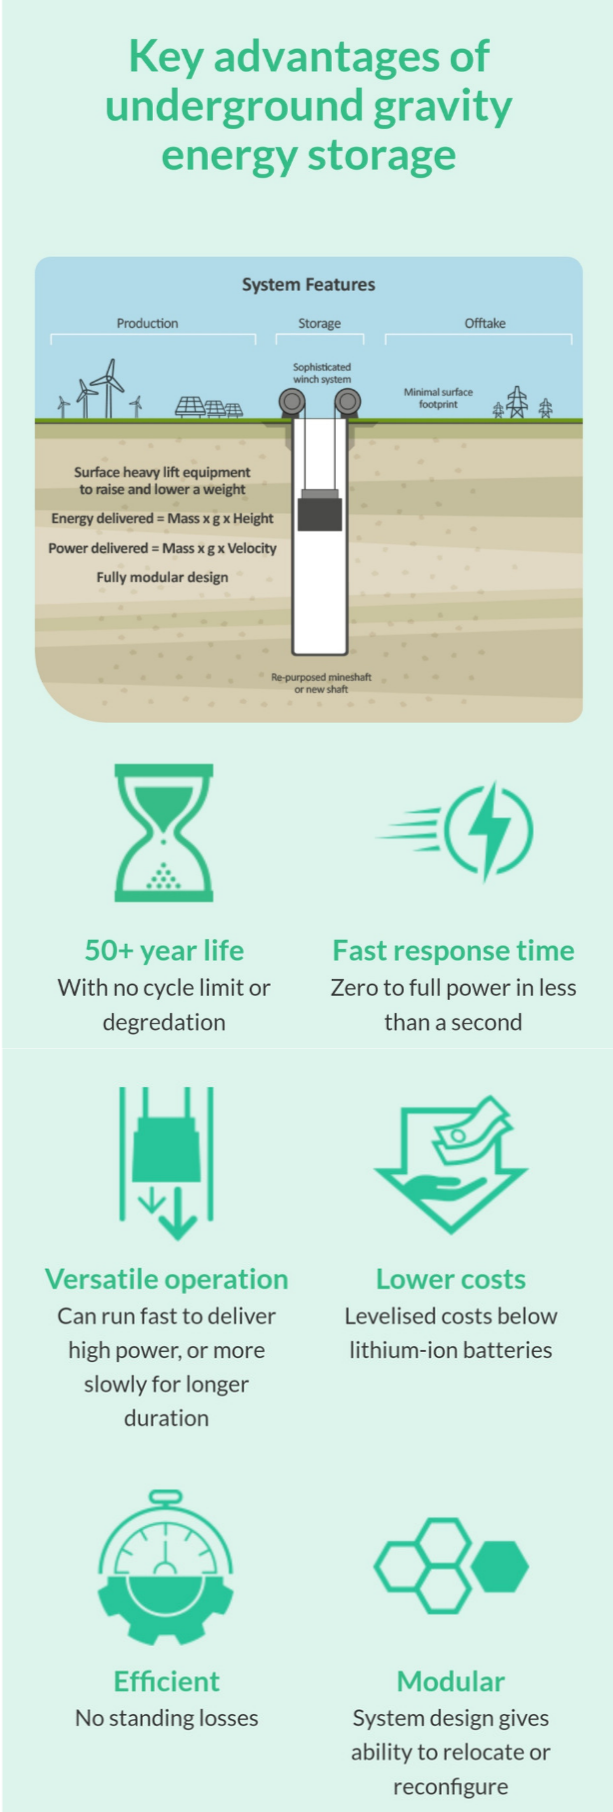 Key advantages of
underground gravity
energy storage
System Features
Production
Storage
Offtake
Sophisticated
winch system
Minimal surface
footprint
Surface heavy lift equipment
to raise and lower a weight
Energy delivered = Mass x g x Height
Power delivered = Mass x g x Velocity
Fully modular design
Re-purposed mineshaft
or new shaft
50+ year life
With no cycle limit or
degredation
Fast response time
Zero to full power in less
than a second
Versatile operation
Can run fast to deliver
high power, or more
slowly for longer
duration
Lower costs
Levelised costs below
lithium-ion batteries
Efficient
No standing losses
Modular
System design gives
ability to relocate or
reconfigure